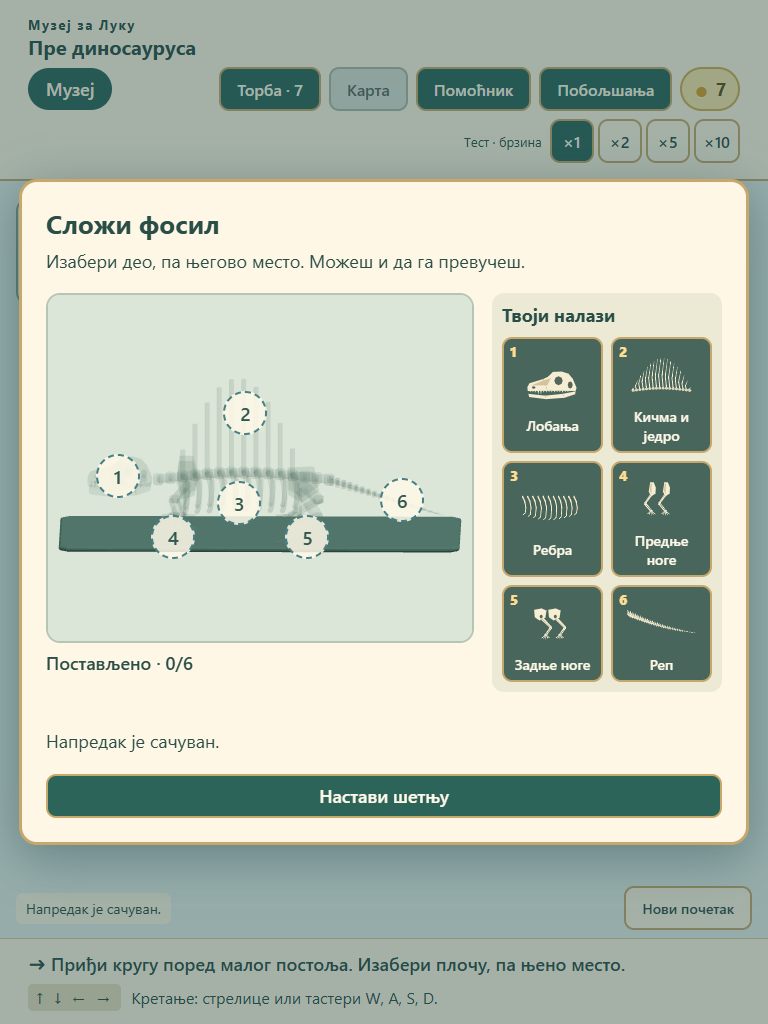 Музеј за Луку
Пре диносауруса
Музеј
Торба · 7
Карта
Помоћник
Побољшања
7
Тест · брзина
×1
×2
×5
×10
Сложи фосил
Изабери део, па његово место. Можеш и да га превучеш.
1
2
3
4
5
6
Постављено · 0/6
Твоји налази
1
Лобања
2
Кичма и
једро
3
Ребра
4
Предње
ноге
5
Задње ноге
6
Реп
Напредак је сачуван.
Настави шетњу
Напредак је сачуван.
Нови почетак
→ Приђи кругу поред малог постоља. Изабери плочу, па њено место.
↑ ↓ ← → Кретање: стрелице или тастери W, A, S, D.